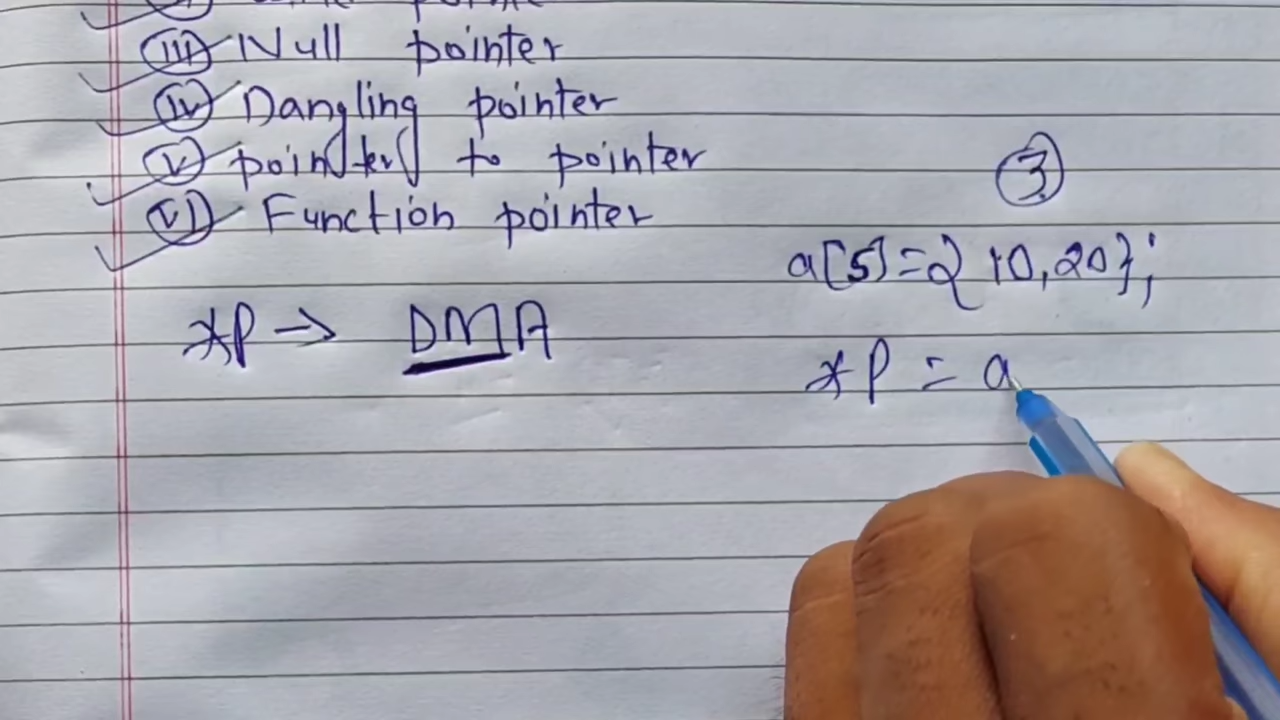 (iii) Null pointer
(iv) Dangling pointer
(v) pointer to pointer
(vi) Function pointer
3
a[5]={10,20};
*P → DMA
*P = a